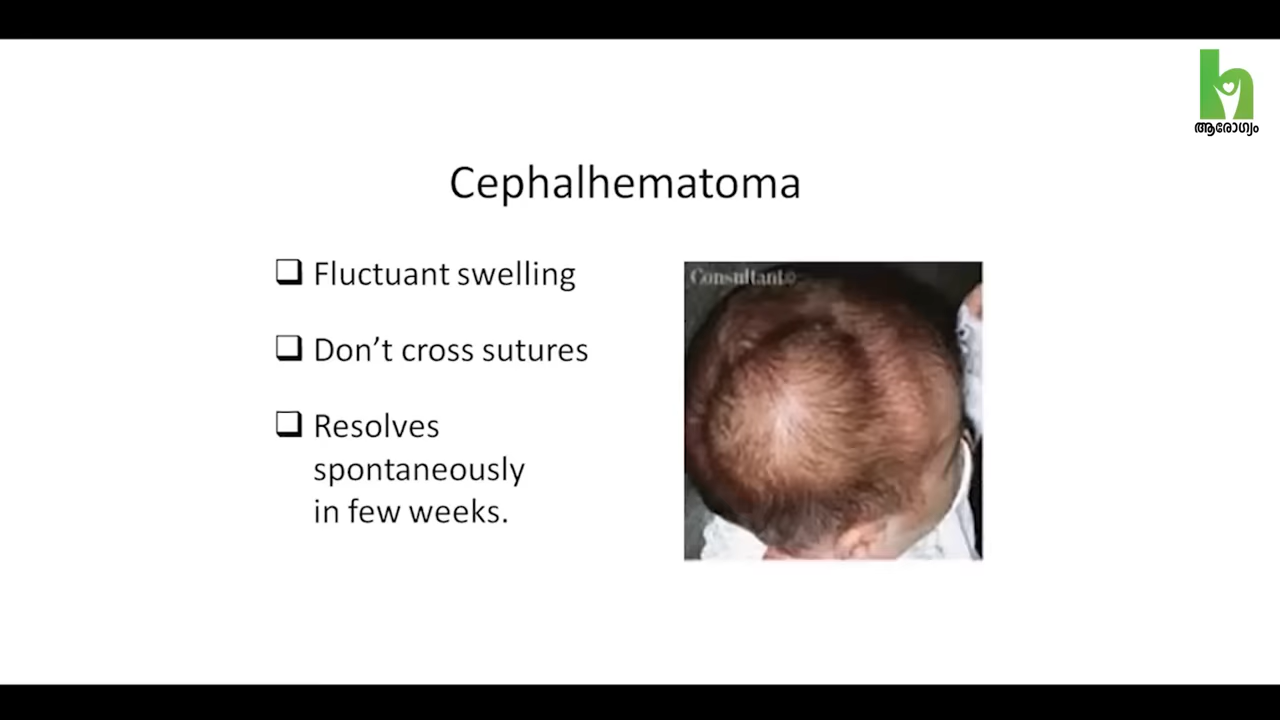 ആരോഗ്യം
Cephalhematoma
Fluctuant swelling
Don’t cross sutures
Resolves
spontaneously
in few weeks.
Consultant©